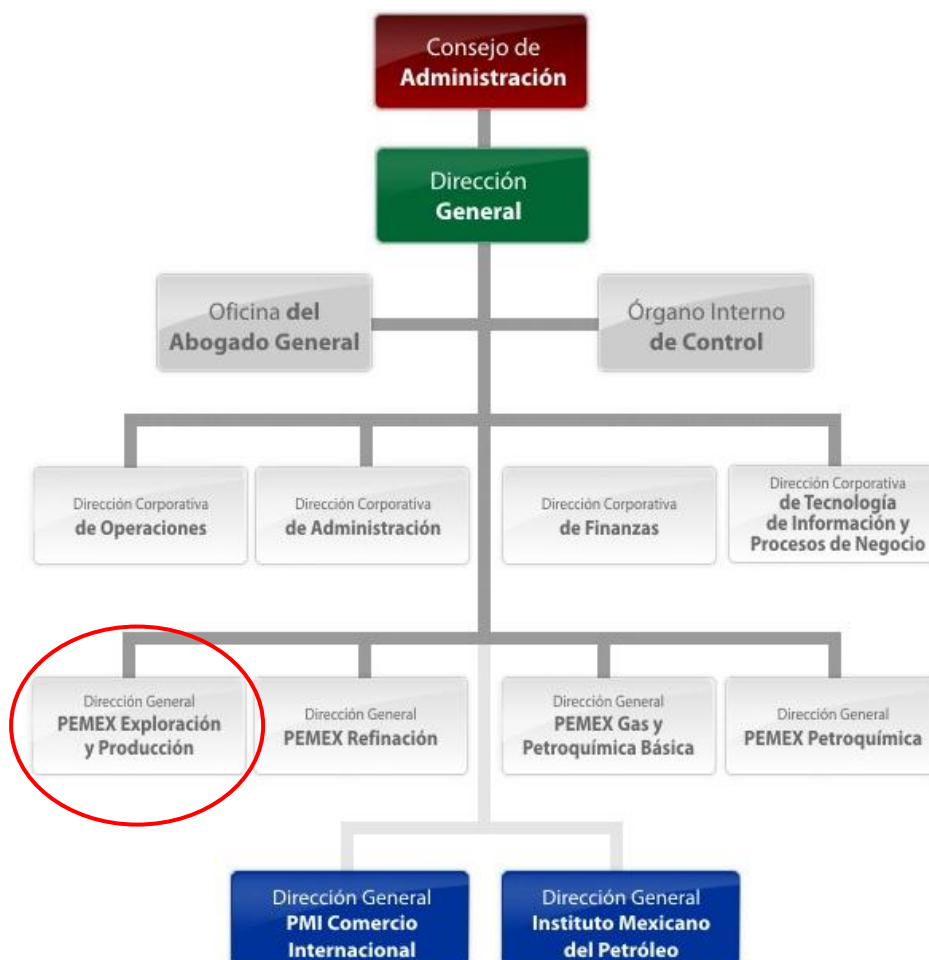 Consejo de
Administración
Dirección
General
Oficina del
Abogado General
Órgano Interno
de Control
Dirección Corporativa
de Operaciones
Dirección Corporativa
de Administración
Dirección Corporativa
de Finanzas
Dirección Corporativa
de Tecnología
de Información y
Procesos de Negocio
Dirección General
PEMEX Exploración
y Producción
Dirección General
PEMEX Refinación
Dirección General
PEMEX Gas y
Petroquímica Básica
Dirección General
PEMEX Petroquímica
Dirección General
PMI Comercio
Internacional
Dirección General
Instituto Mexicano
del Petróleo